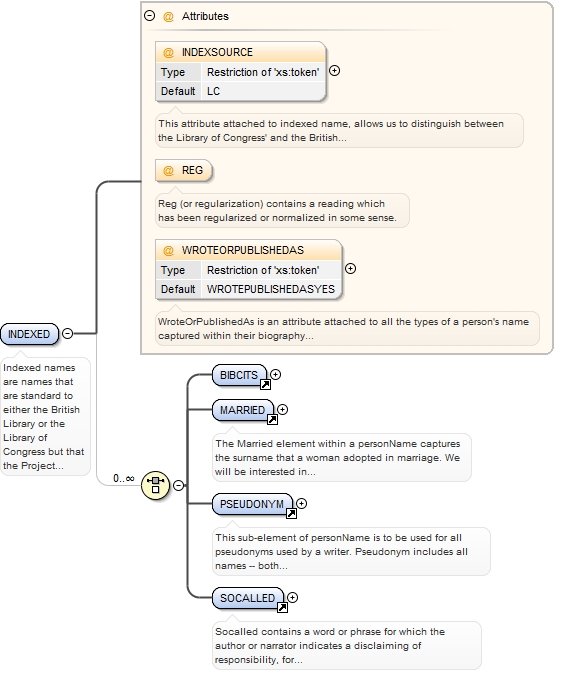 @ Attributes
@ INDEXSOURCE
Type Restriction of 'xs:token'
Default LC
This attribute attached to indexed name, allows us to distinguish between
the Library of Congress' and the British...
@ REG
Reg (or regularization) contains a reading which
has been regularized or normalized in some sense.
@ WROTEORPUBLISHEDAS
Type Restriction of 'xs:token'
Default WROTEPUBLISHEDASYES
WroteOrPublishedAs is an attribute attached to all the types of a person's name
captured within their biography...
INDEXED
Indexed names
are names that
are standard to
either the British
Library or the
Library of
Congress but that
the Project...
0..∞
BIBCITS
MARRIED
The Married element within a personName captures
the surname that a woman adopted in marriage. We
will be interested in...
PSEUDONYM
This sub-element of personName is to be used for all
pseudonyms used by a writer. Pseudonym includes all
names -- both...
SOCALLED
Socalled contains a word or phrase for which the
author or narrator indicates a disclaiming of
responsibility, for...